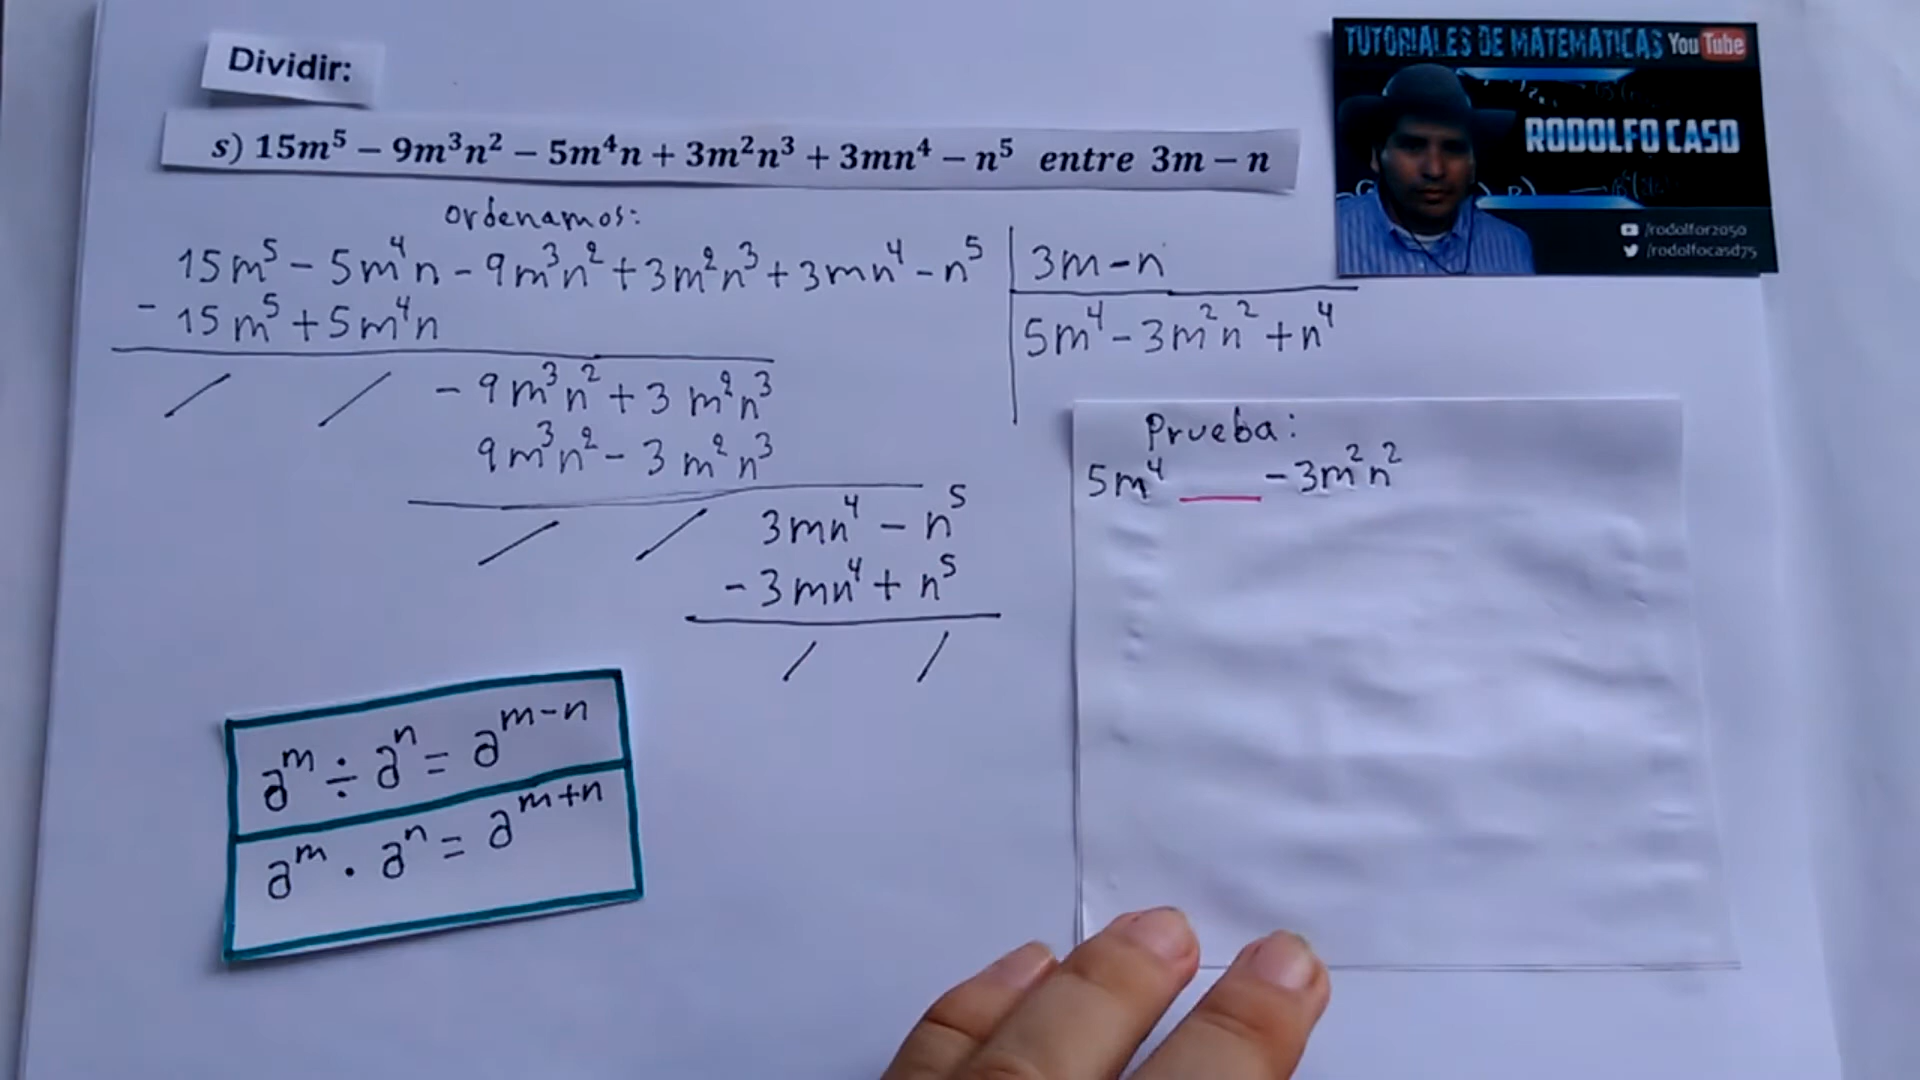 Dividir:
s) 15m⁵ − 9m³n² − 5m⁴n + 3m²n³ + 3mn⁴ − n⁵ entre 3m − n
TUTORIALES DE MATEMATICAS YouTube
RODOLFO CASD
/rodolfor2050
/rodolfocasd75
ordenamos:
15m⁵ − 5m⁴n − 9m³n² + 3m²n³ + 3mn⁴ − n⁵
3m − n
− 15m⁵ + 5m⁴n
5m⁴ − 3m²n² + n⁴
− 9m³n² + 3m²n³
9m³n² − 3m²n³
3mn⁴ − n⁵
− 3mn⁴ + n⁵
Prueba:
5m⁴ ___ − 3m²n²
aᵐ ÷ aⁿ = aᵐ⁻ⁿ
aᵐ · aⁿ = aᵐ⁺ⁿ